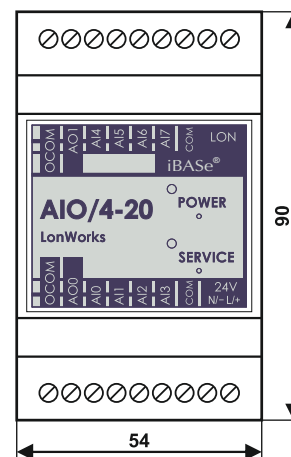 OCOM AO1 AI4 AI5 AI6 AI7 COM LON
iBASe®
AIO/4-20
POWER
LonWorks
SERVICE
OCOM AO0 AI0 AI1 AI2 AI3 COM 24V
N/− L/+
90
54